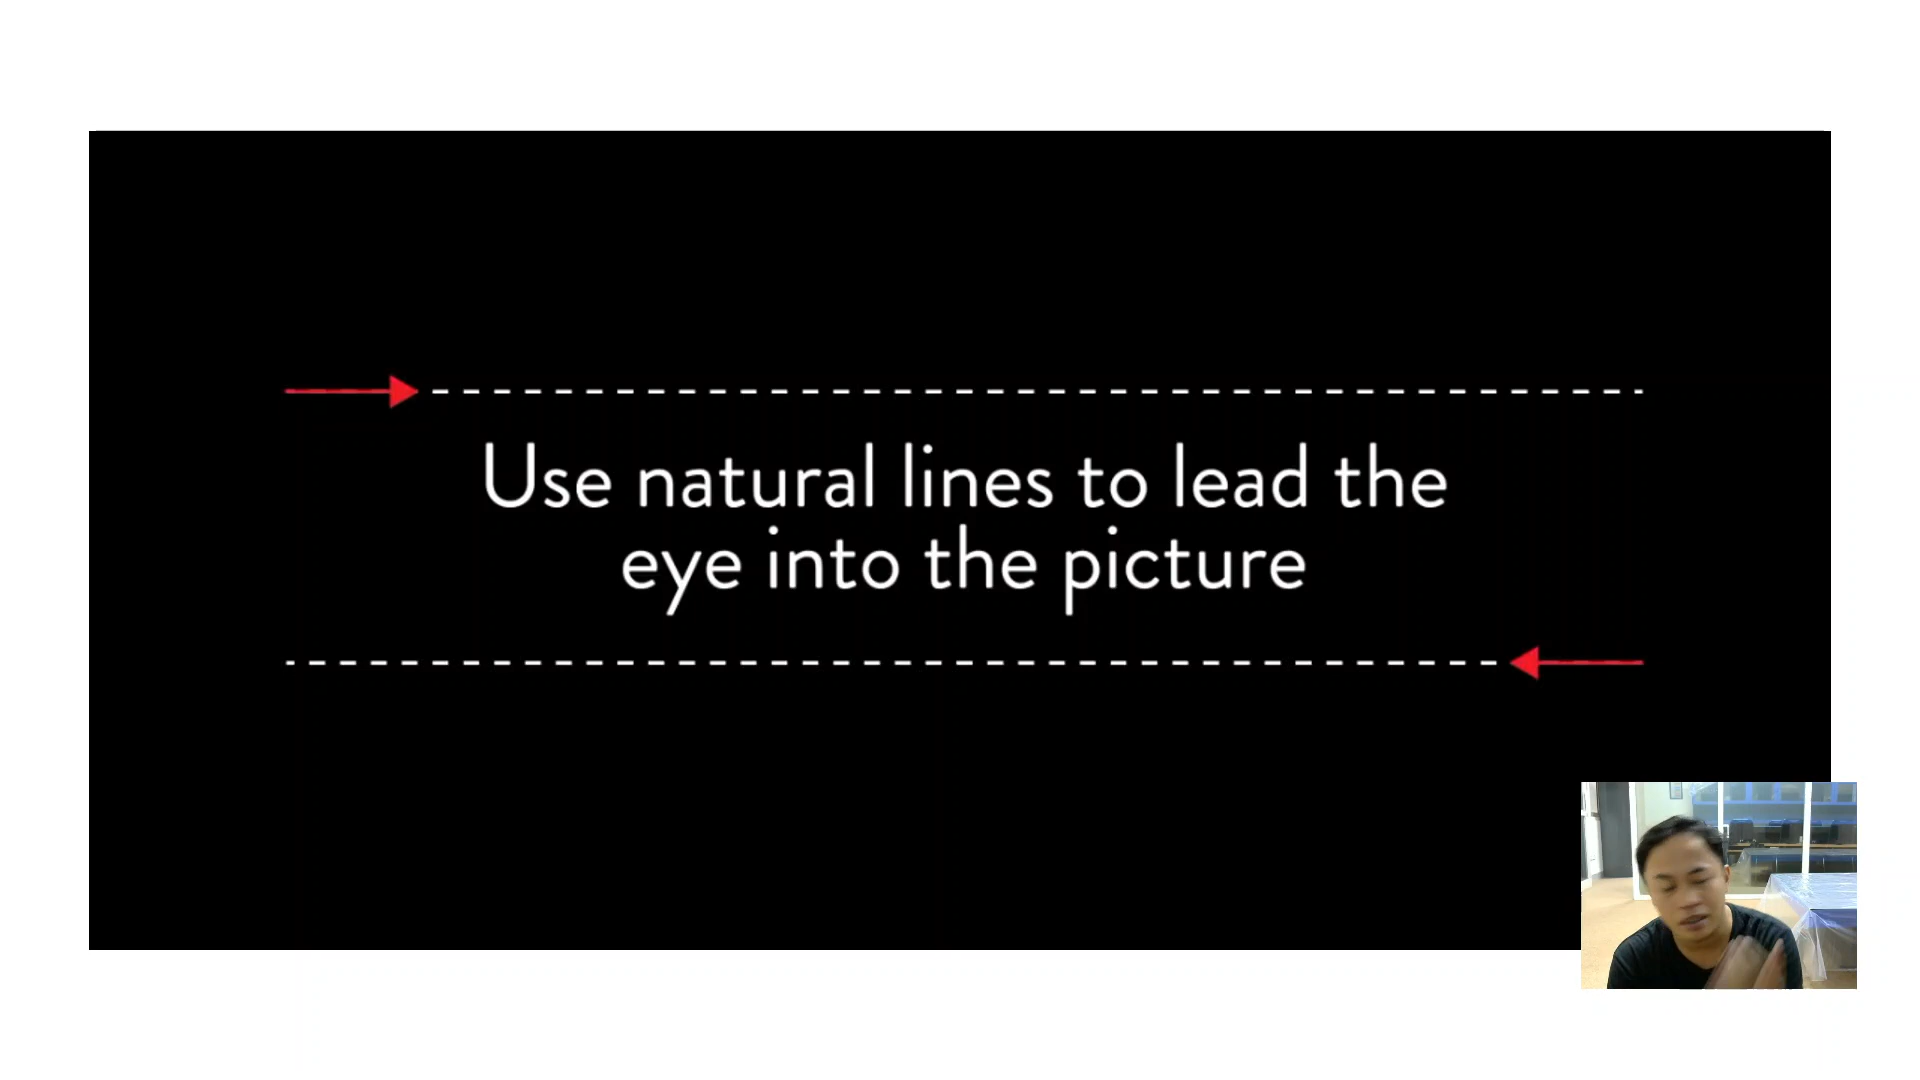 Use natural lines to lead the
eye into the picture